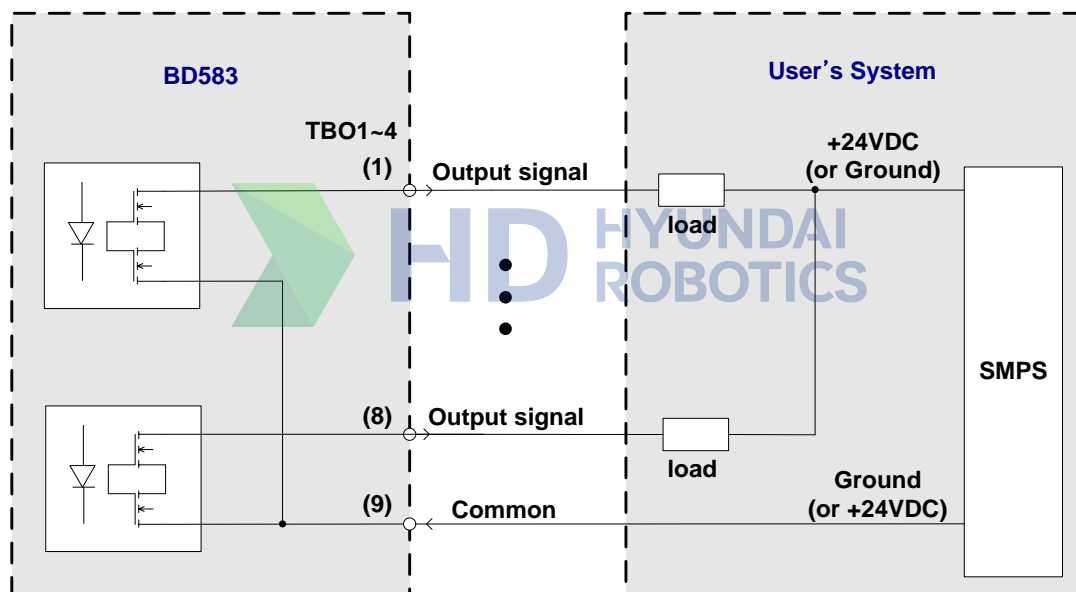 BD583
User's System
TBO1~4
(1)
Output signal
+24VDC
(or Ground)
load
HD HYUNDAI
ROBOTICS
SMPS
(8)
Output signal
load
(9)
Common
Ground
(or +24VDC)